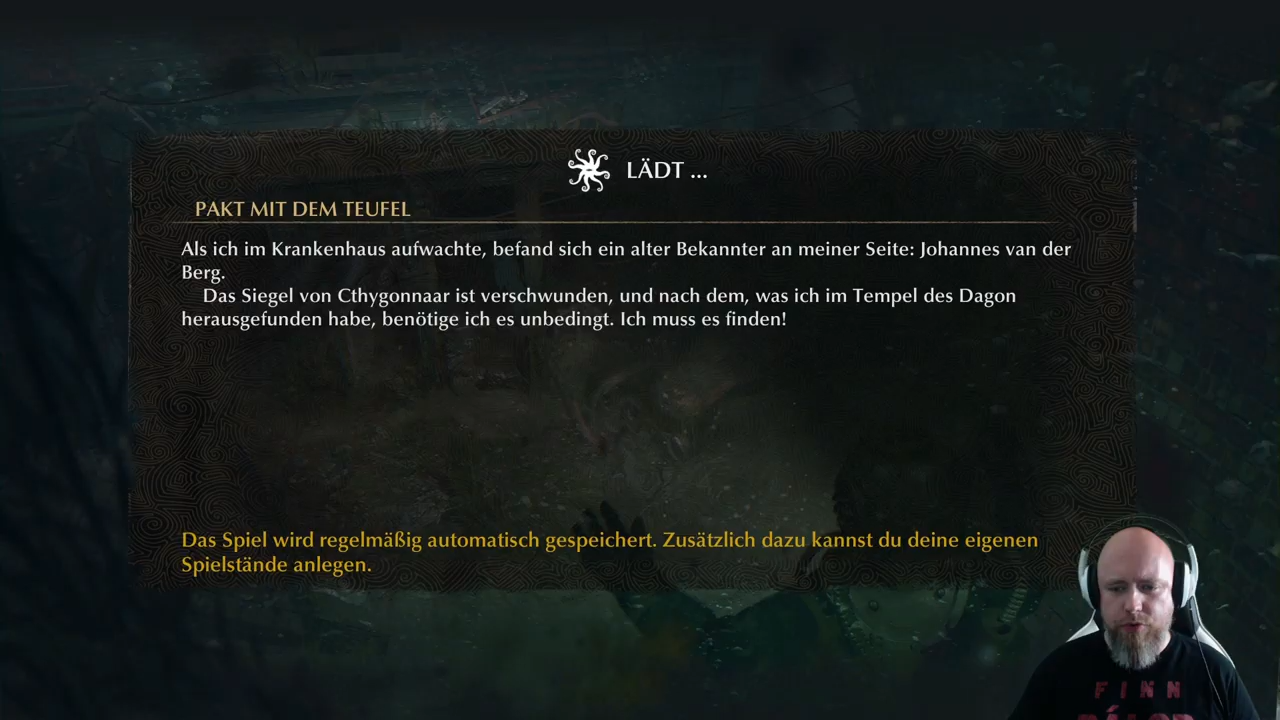 LÄDT ...
PAKT MIT DEM TEUFEL
Als ich im Krankenhaus aufwachte, befand sich ein alter Bekannter an meiner Seite: Johannes van der
Berg.
Das Siegel von Cthygonnaar ist verschwunden, und nach dem, was ich im Tempel des Dagon
herausgefunden habe, benötige ich es unbedingt. Ich muss es finden!
Das Spiel wird regelmäßig automatisch gespeichert. Zusätzlich dazu kannst du deine eigenen
Spielstände anlegen.
FINN